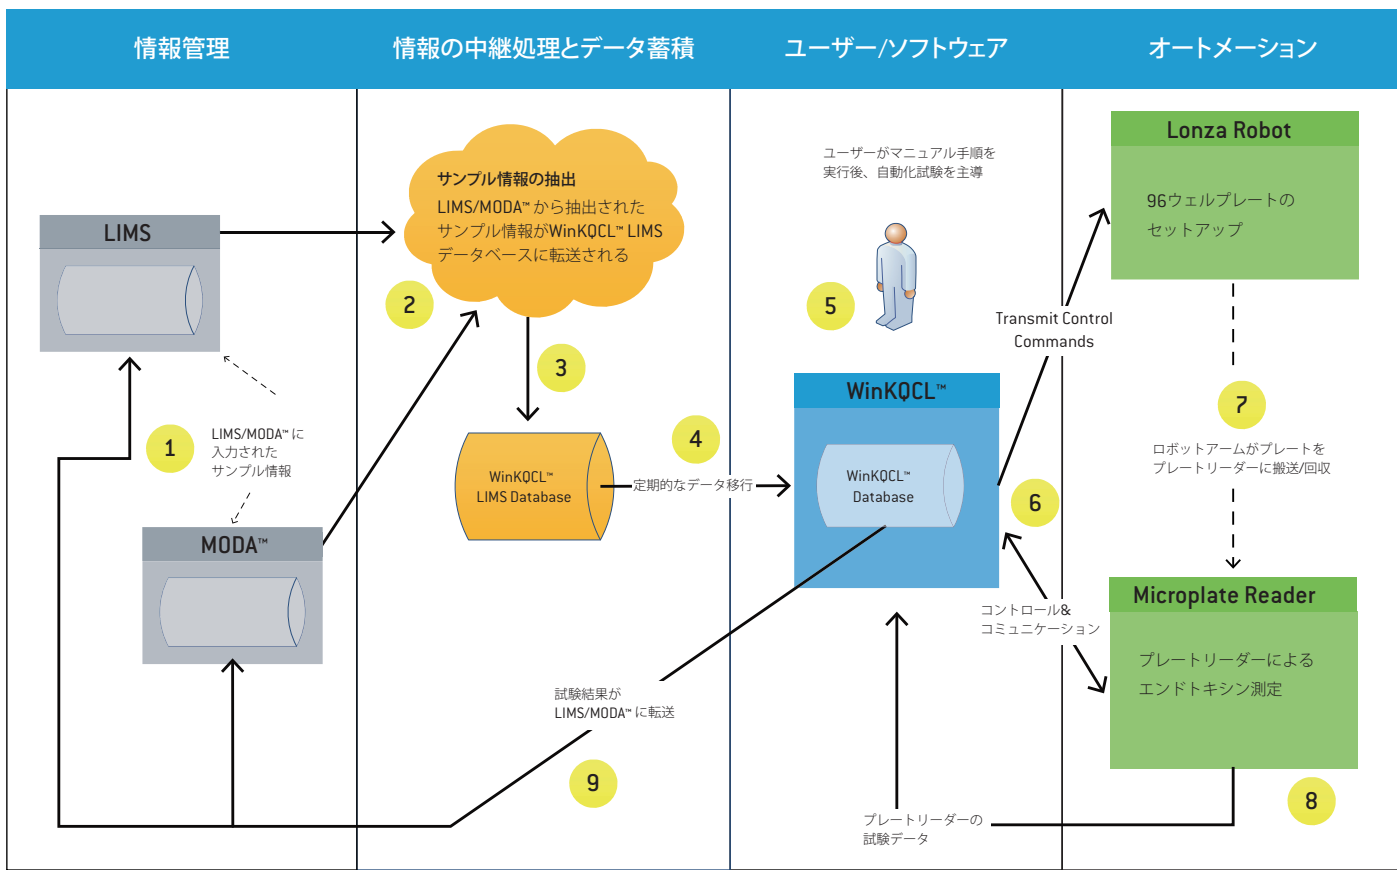 情報管理
情報の中継処理とデータ蓄積
ユーザー/ソフトウェア
オートメーション
LIMS
1
LIMS/MODA™ に
入力された
サンプル情報
MODA™
サンプル情報の抽出
LIMS/MODA™ から抽出された
サンプル情報がWinKQCL™ LIMS
データベースに転送される
2
3
WinKQCL™
LIMS Database
4
定期的なデータ移行
ユーザーがマニュアル手順を
実行後、自動化試験を主導
5
WinKQCL™
WinKQCL™
Database
6
Transmit Control
Commands
Lonza Robot
96ウェルプレートの
セットアップ
7
ロボットアームがプレートを
プレートリーダーに搬送/回収
コントロール&
コミュニケーション
Microplate Reader
プレートリーダーによる
エンドトキシン測定
8
プレートリーダーの
試験データ
試験結果が
LIMS/MODA™ に転送
9